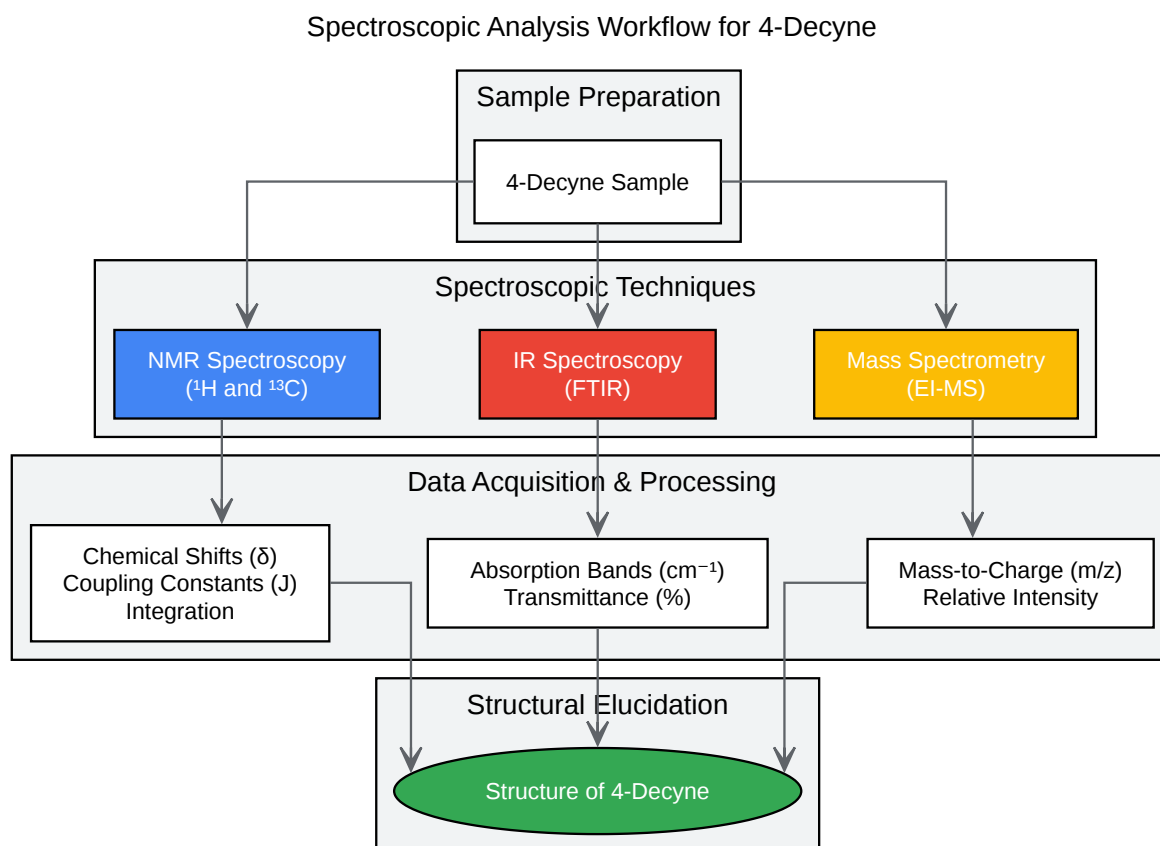 Spectroscopic Analysis Workflow for 4-Decyne
Sample Preparation
4-Decyne Sample
Spectroscopic Techniques
NMR Spectroscopy
(¹H and ¹³C)
IR Spectroscopy
(FTIR)
Mass Spectrometry
(EI-MS)
Data Acquisition & Processing
Chemical Shifts (δ)
Coupling Constants (J)
Integration
Absorption Bands (cm⁻¹)
Transmittance (%)
Mass-to-Charge (m/z)
Relative Intensity
Structural Elucidation
Structure of 4-Decyne